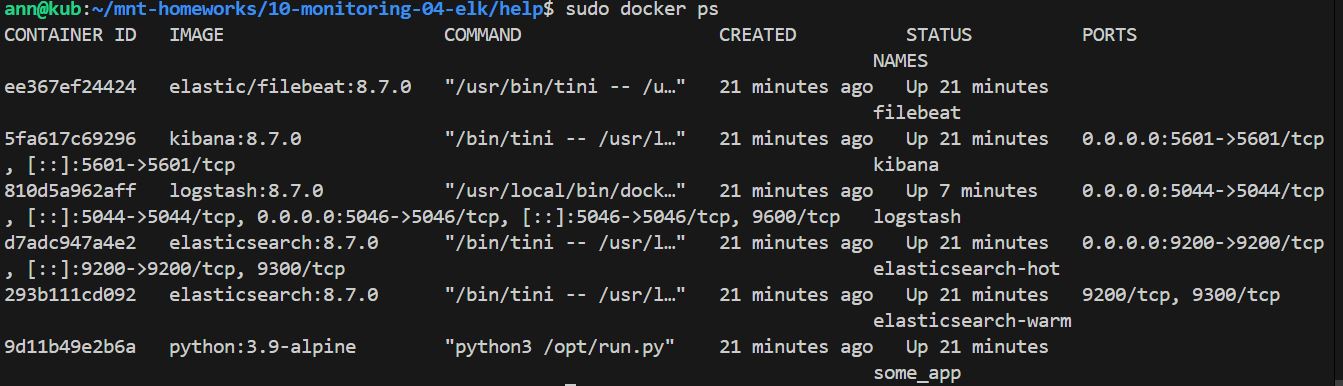 ann@kub:~/mnt-homeworks/10-monitoring-04-elk/help$ sudo docker ps
CONTAINER ID   IMAGE                    COMMAND                  CREATED          STATUS          PORTS
                                                                               NAMES
ee367ef24424   elastic/filebeat:8.7.0   "/usr/bin/tini -- /u…"   21 minutes ago   Up 21 minutes
                                                                               filebeat
5fa617c69296   kibana:8.7.0             "/bin/tini -- /usr/l…"   21 minutes ago   Up 21 minutes   0.0.0.0:5601->5601/tcp
, [::]:5601->5601/tcp                                                          kibana
810d5a962aff   logstash:8.7.0           "/usr/local/bin/dock…"   21 minutes ago   Up 7 minutes    0.0.0.0:5044->5044/tcp
, [::]:5044->5044/tcp, 0.0.0.0:5046->5046/tcp, [::]:5046->5046/tcp, 9600/tcp   logstash
d7adc947a4e2   elasticsearch:8.7.0      "/bin/tini -- /usr/l…"   21 minutes ago   Up 21 minutes   0.0.0.0:9200->9200/tcp
, [::]:9200->9200/tcp, 9300/tcp                                                elasticsearch-hot
293b111cd092   elasticsearch:8.7.0      "/bin/tini -- /usr/l…"   21 minutes ago   Up 21 minutes   9200/tcp, 9300/tcp
                                                                               elasticsearch-warm
9d11b49e2b6a   python:3.9-alpine        "python3 /opt/run.py"    21 minutes ago   Up 21 minutes
                                                                               some_app